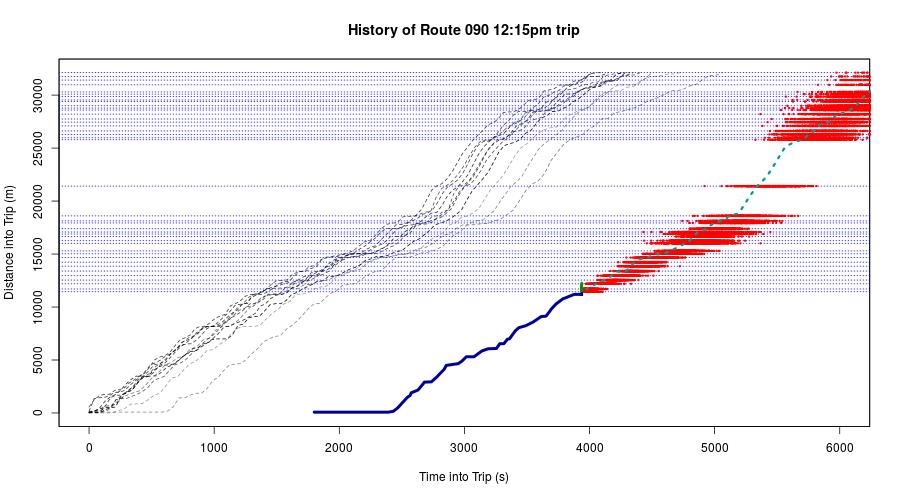 History of Route 090 12:15pm trip
Distance into Trip (m)
30000
25000
20000
15000
10000
5000
0
0 1000 2000 3000 4000 5000 6000
Time into Trip (s)